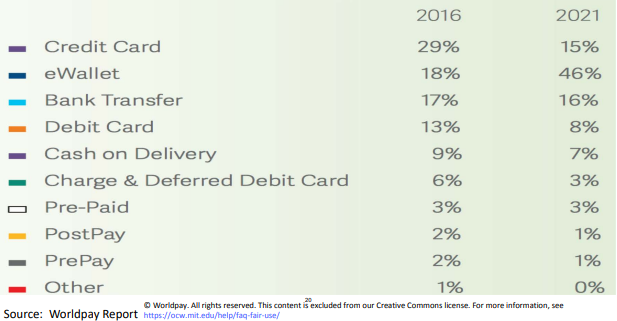 2016 2021
Credit Card 29% 15%
eWallet 18% 46%
Bank Transfer 17% 16%
Debit Card 13% 8%
Cash on Delivery 9% 7%
Charge & Deferred Debit Card 6% 3%
Pre-Paid 3% 3%
PostPay 2% 1%
PrePay 2% 1%
Other 1% 0%
20
© Worldpay. All rights reserved. This content is excluded from our Creative Commons license. For more information, see
Source: Worldpay Report https://ocw.mit.edu/help/faq-fair-use/